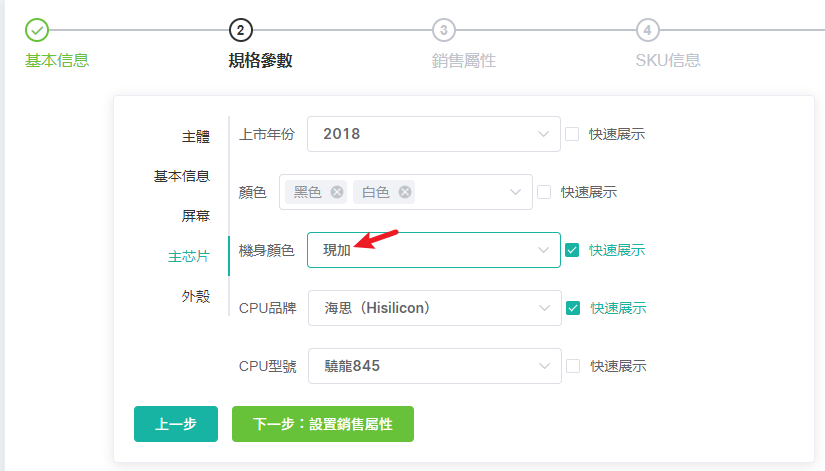 2 3 4
基本信息 規格參數 銷售屬性 SKU信息
主體
基本信息
屏幕
主芯片
外殼
上市年份 2018 快速展示
顏色 黑色 白色 快速展示
機身顏色 現加 快速展示
CPU品牌 海思（Hisilicon） 快速展示
CPU型號 驍龍845 快速展示
上一步 下一步：設置銷售屬性